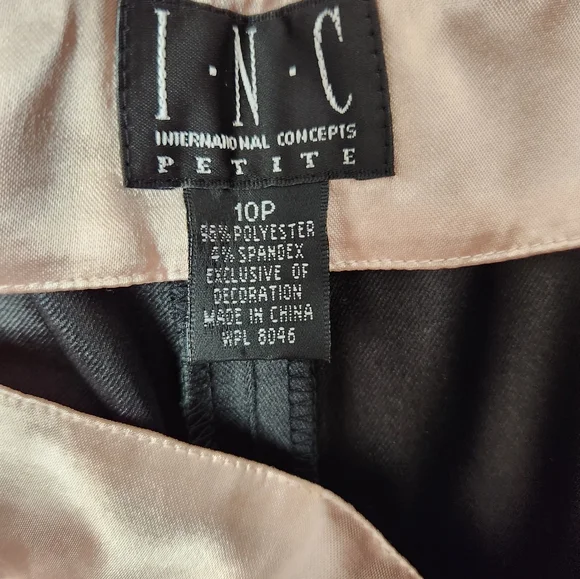 I·N·C
INTERNATIONAL CONCEPTS
PETITE
10P
96% POLYESTER
4% SPANDEX
EXCLUSIVE OF
DECORATION
MADE IN CHINA
WPL 8046